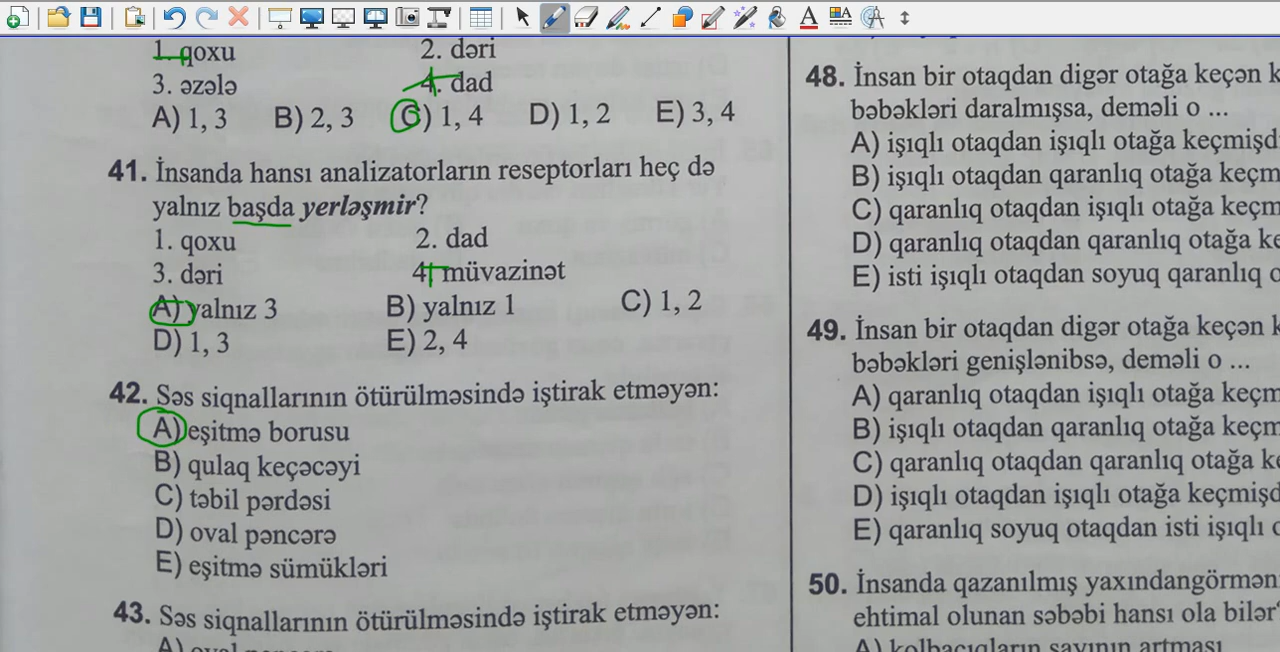 1. qoxu 2. dəri
3. əzələ 4. dad
A) 1, 3 B) 2, 3 C) 1, 4 D) 1, 2 E) 3, 4
41. İnsanda hansı analizatorların reseptorları heç də
yalnız başda yerləşmir?
1. qoxu 2. dad
3. dəri 4. müvazinət
A) yalnız 3 B) yalnız 1 C) 1, 2
D) 1, 3 E) 2, 4
42. Səs siqnallarının ötürülməsində iştirak etməyən:
A) eşitmə borusu
B) qulaq keçəcəyi
C) təbil pərdəsi
D) oval pəncərə
E) eşitmə sümükləri
43. Səs siqnallarının ötürülməsində iştirak etməyən:
48. İnsan bir otaqdan digər otağa keçən k
bəbəkləri daralmışsa, deməli o ...
A) işıqlı otaqdan işıqlı otağa keçmişd
B) işıqlı otaqdan qaranlıq otağa keçm
C) qaranlıq otaqdan işıqlı otağa keçm
D) qaranlıq otaqdan qaranlıq otağa ke
E) isti işıqlı otaqdan soyuq qaranlıq o
49. İnsan bir otaqdan digər otağa keçən k
bəbəkləri genişlənibsə, deməli o ...
A) qaranlıq otaqdan işıqlı otağa keçm
B) işıqlı otaqdan qaranlıq otağa keçm
C) qaranlıq otaqdan qaranlıq otağa ke
D) işıqlı otaqdan işıqlı otağa keçmişd
E) qaranlıq soyuq otaqdan isti işıqlı o
50. İnsanda qazanılmış yaxındangörmən
ehtimal olunan səbəbi hansı ola bilər